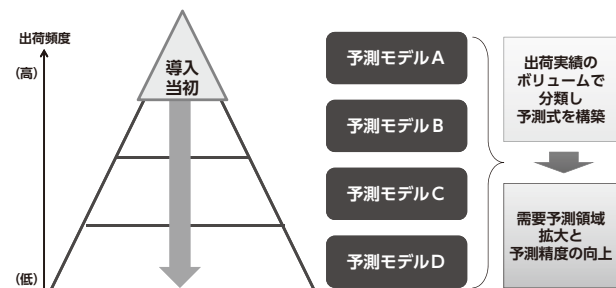 出荷頻度
（高）
導入
当初
（低）
予測モデルA
予測モデルB
予測モデルC
予測モデルD
出荷実績の
ボリュームで
分類し
予測式を構築
需要予測領域
拡大と
予測精度の向上